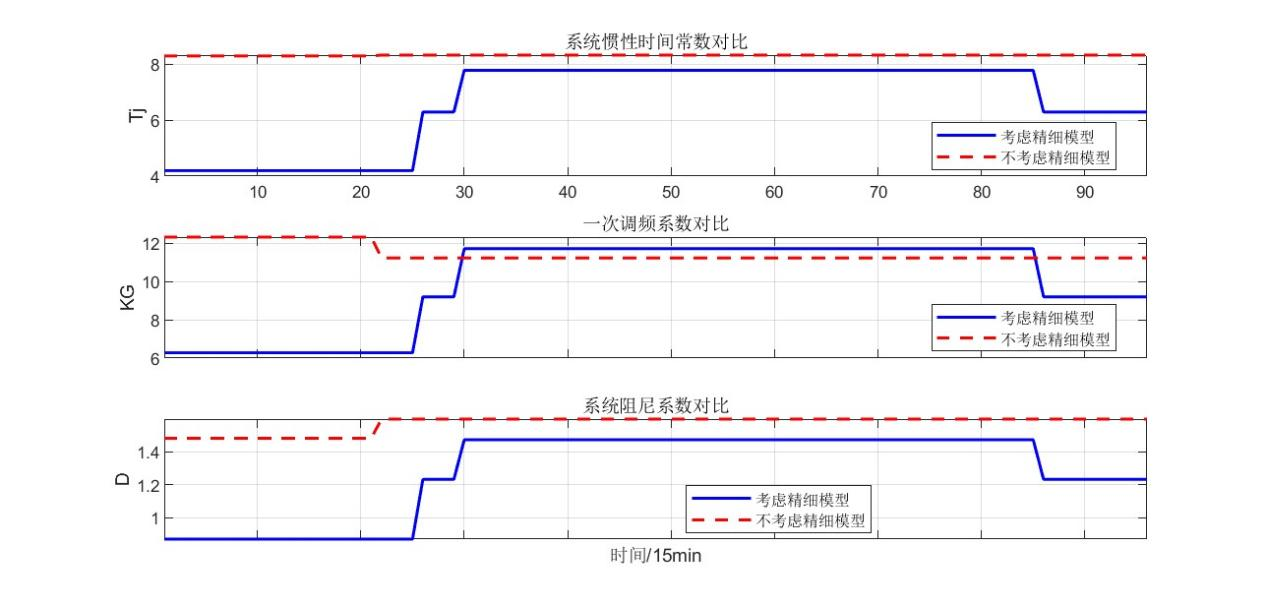 系统惯性时间常数对比
8
6
4
Tj
考虑精细模型
不考虑精细模型
10 20 30 40 50 60 70 80 90
一次调频系数对比
12
10
8
6
KG
考虑精细模型
不考虑精细模型
系统阻尼系数对比
1.4
1.2
1
D
考虑精细模型
不考虑精细模型
时间/15min